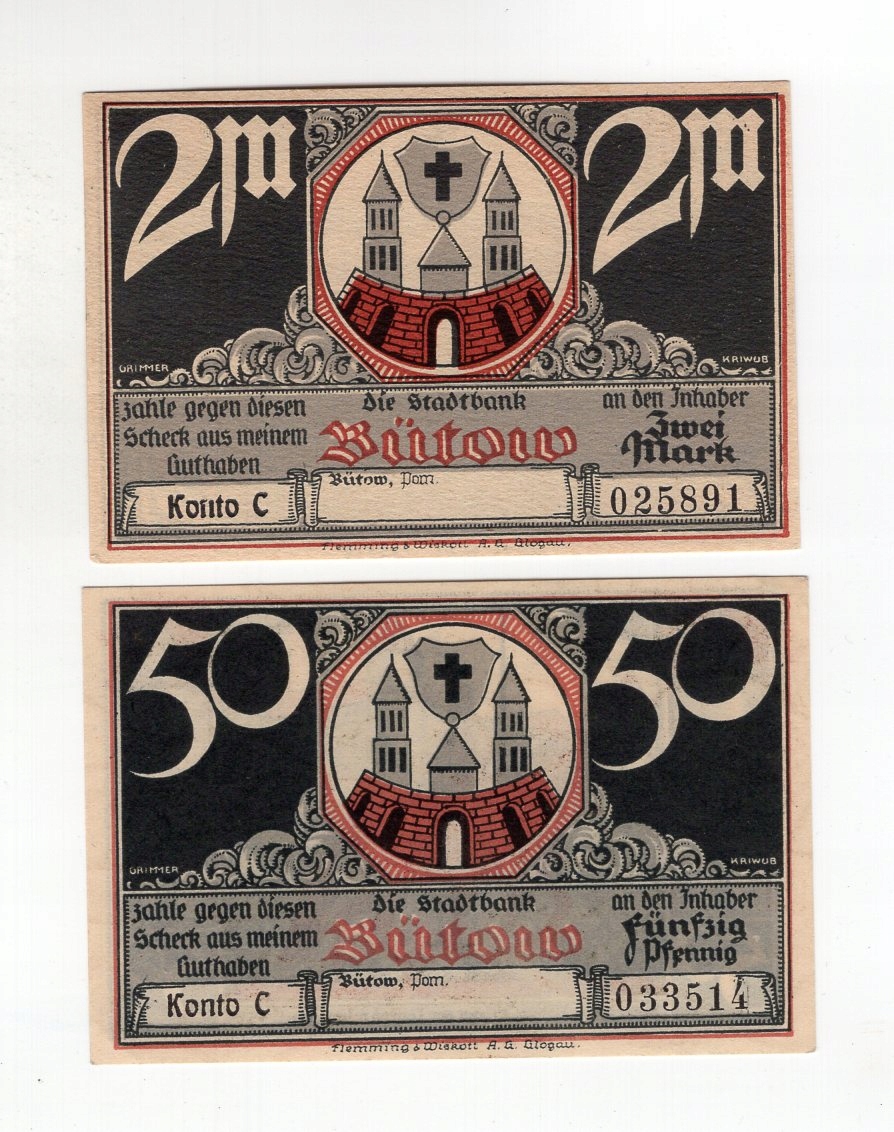 2M 2M
GRIMMER KRIWUB
zahle gegen diesen
Scheck aus meinem
Guthaben
die Stadtbank
Bütow
an den Inhaber
Zwei
Mark
Konto C
Bütow, Pom.
025891
Flemming & Wiskott A. G. Glogau.
50 50
GRIMMER KRIWUB
zahle gegen diesen
Scheck aus meinem
Guthaben
die Stadtbank
Bütow
an den Inhaber
fünfzig
Pfennig
Konto C
Bütow, Pom.
033514
Flemming & Wiskott A. G. Glogau.